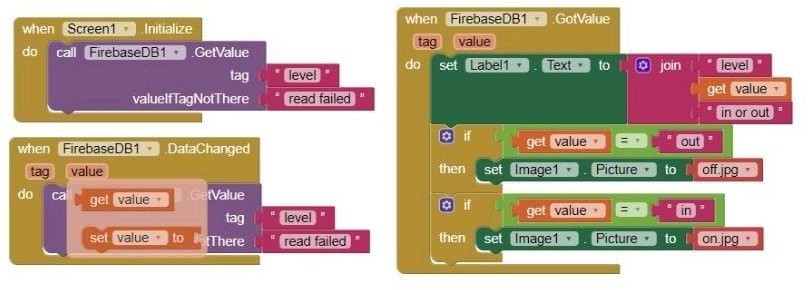 when Screen1 .Initialize
do call FirebaseDB1 .GetValue
tag " level "
valueIfTagNotThere " read failed "
when FirebaseDB1 .DataChanged
tag value
do call .GetValue
get value
tag " level "
set value to
" read failed "
when FirebaseDB1 .GotValue
tag value
do set Label1 . Text to join " level "
get value
" in or out "
if get value = " out "
then set Image1 . Picture to off.jpg
if get value = " in "
then set Image1 . Picture to on.jpg